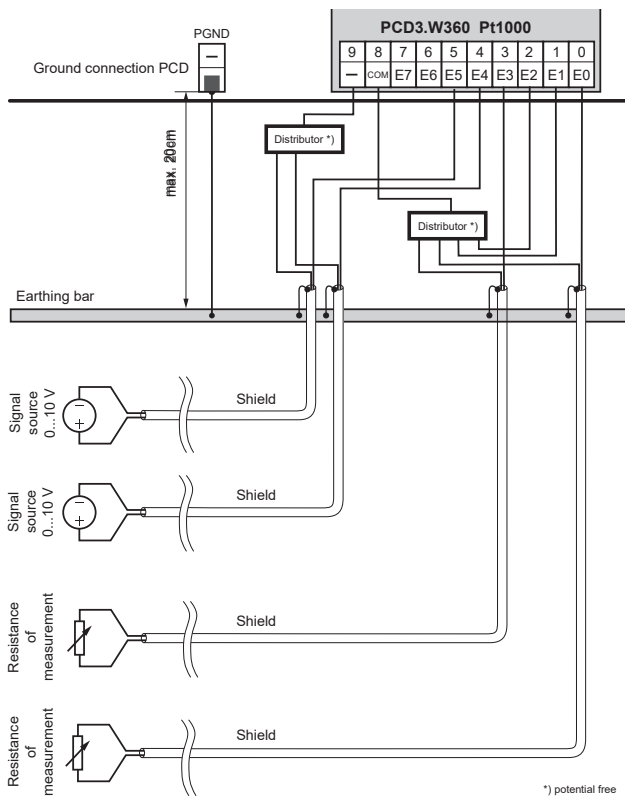 PGND
–
Ground connection PCD
PCD3.W360 Pt1000
9 8 7 6 5 4 3 2 1 0
– COM E7 E6 E5 E4 E3 E2 E1 E0
max. 20cm
Distributor *)
Distributor *)
Earthing bar
Signal
source
0...10 V
–
+
Shield
Signal
source
0...10 V
–
+
Shield
Resistance
of
measurement
Shield
Resistance
of
measurement
Shield
*) potential free